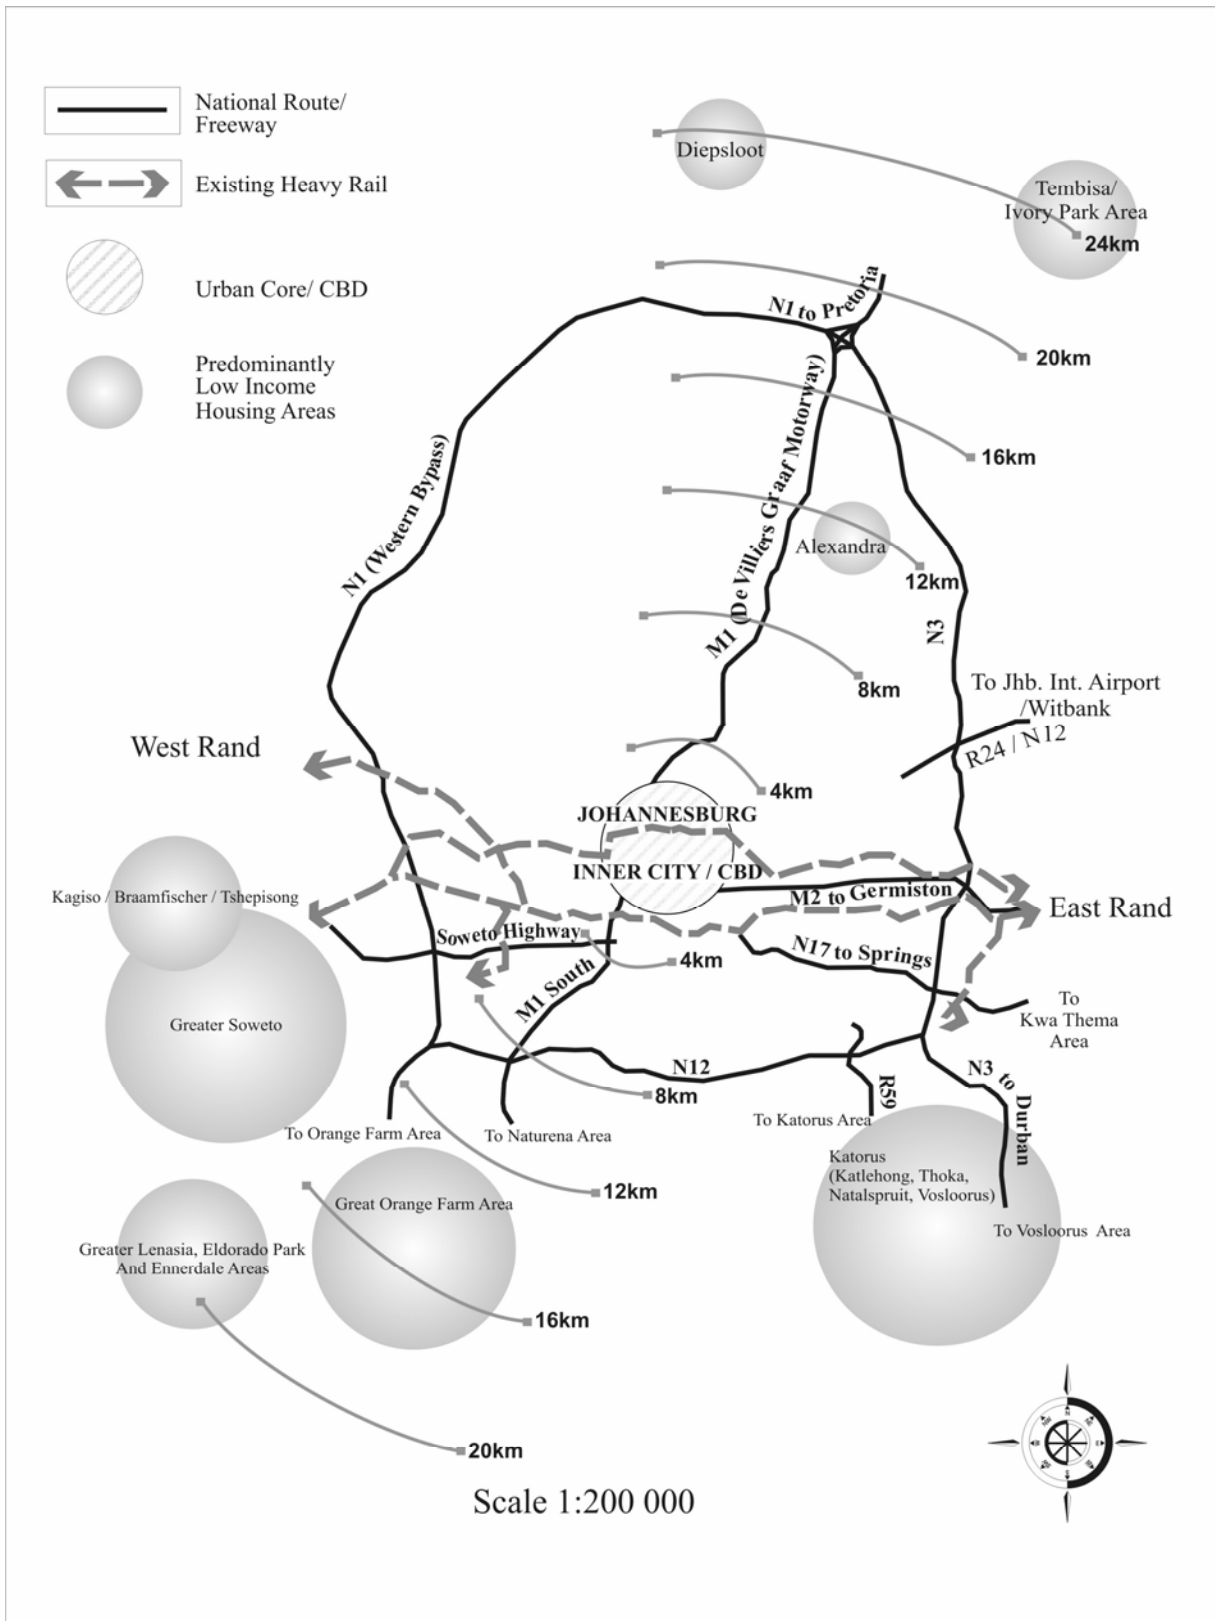 National Route/
Freeway
Existing Heavy Rail
Urban Core/ CBD
Predominantly
Low Income
Housing Areas
Diepsloot
Tembisa/
Ivory Park Area
24km
N1 to Pretoria
20km
16km
M1 (De Villiers Graaf Motorway)
N1 (Western Bypass)
Alexandra
12km
N3
8km
To Jhb. Int. Airport
/Witbank
R24 / N12
West Rand
4km
JOHANNESBURG
INNER CITY / CBD
M2 to Germiston
East Rand
Kagiso / Braamfischer / Tshepisong
Soweto Highway
N17 to Springs
4km
M1 South
To
Kwa Thema
Area
Greater Soweto
N12
8km
R59
N3 to Durban
To Orange Farm Area
To Naturena Area
To Katorus Area
Katorus
(Katlehong, Thoka,
Natalspruit, Vosloorus)
12km
Great Orange Farm Area
To Vosloorus Area
Greater Lenasia, Eldorado Park
And Ennerdale Areas
16km
20km
Scale 1:200 000
N
NE
E
S
SW
W
NW